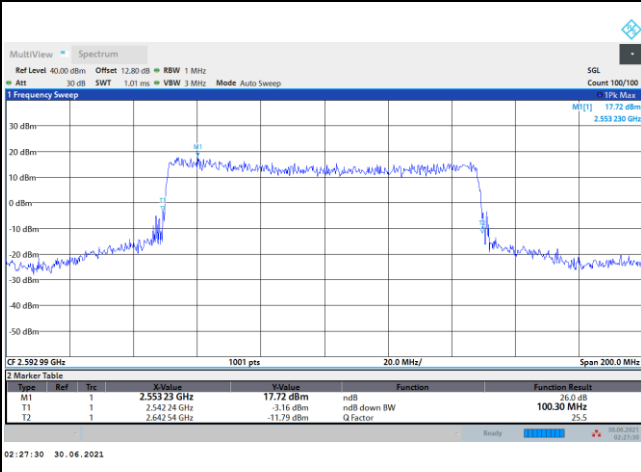 MultiView Spectrum
Ref Level 40.00 dBm Offset 12.80 dB RBW 1 MHz SGL
Att 30 dB SWT 1.01 ms VBW 3 MHz Mode Auto Sweep Count 100/100
1 Frequency Sweep 1Pk Max
M1[1] 17.72 dBm
2.553 230 GHz
30 dBm
M1
20 dBm
10 dBm
T1
0 dBm
-10 dBm
-20 dBm
-30 dBm
-40 dBm
-50 dBm
CF 2.592 99 GHz 1001 pts 20.0 MHz/ Span 200.0 MHz
2 Marker Table
Type Ref Trc X-Value Y-Value Function Function Result
M1 1 2.553 23 GHz 17.72 dBm ndB 26.0 dB
T1 1 2.542 24 GHz -3.16 dBm ndB down BW 100.30 MHz
T2 1 2.642 54 GHz -11.79 dBm Q Factor 25.5
Ready 30.06.2021
02:27:30
02:27:30 30.06.2021